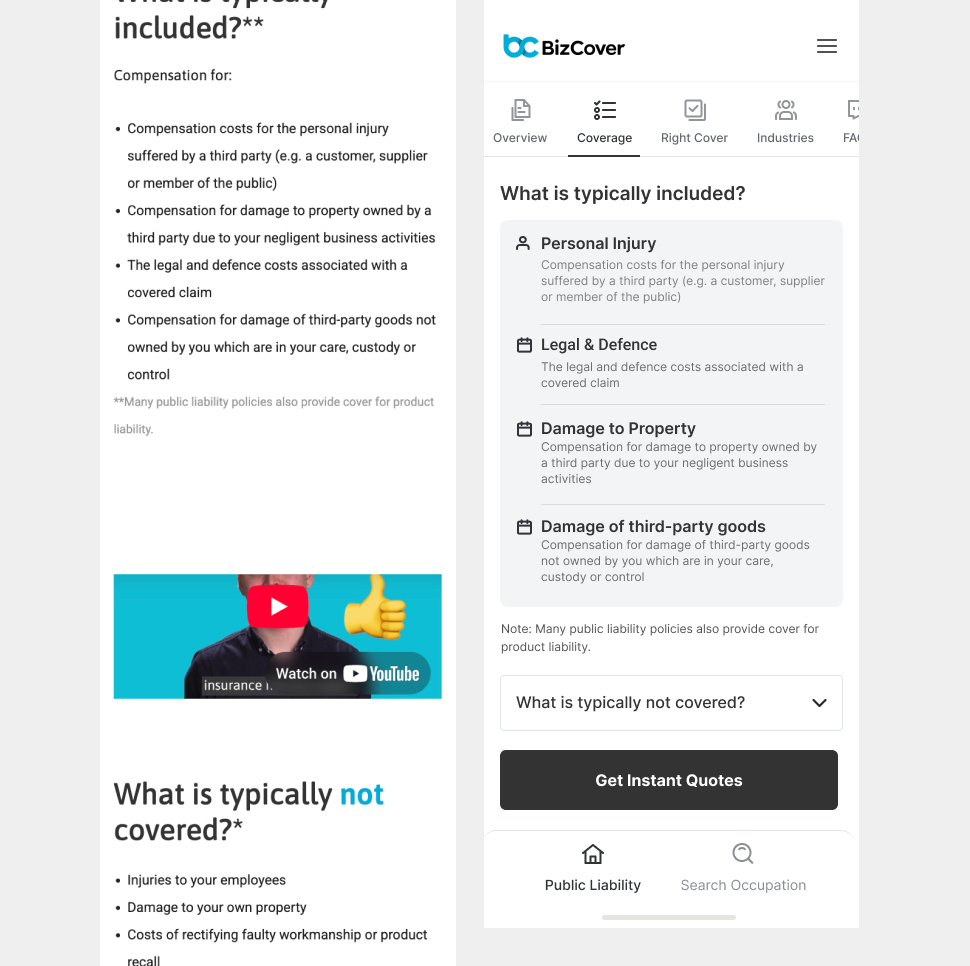 What is typically
included?**
Compensation for:
• Compensation costs for the personal injury
suffered by a third party (e.g. a customer, supplier
or member of the public)
• Compensation for damage to property owned by a
third party due to your negligent business activities
• The legal and defence costs associated with a
covered claim
• Compensation for damage of third-party goods not
owned by you which are in your care, custody or
control
**Many public liability policies also provide cover for product
liability.
Watch on YouTube
insurance
What is typically not
covered?*
• Injuries to your employees
• Damage to your own property
• Costs of rectifying faulty workmanship or product
recall
bc BizCover
Overview
Coverage
Right Cover
Industries
FA
What is typically included?
Personal Injury
Compensation costs for the personal injury
suffered by a third party (e.g. a customer, supplier
or member of the public)
Legal & Defence
The legal and defence costs associated with a
covered claim
Damage to Property
Compensation for damage to property owned by
a third party due to your negligent business
activities
Damage of third-party goods
Compensation for damage of third-party goods
not owned by you which are in your care,
custody or control
Note: Many public liability policies also provide cover for
product liability.
What is typically not covered?
Get Instant Quotes
Public Liability
Search Occupation